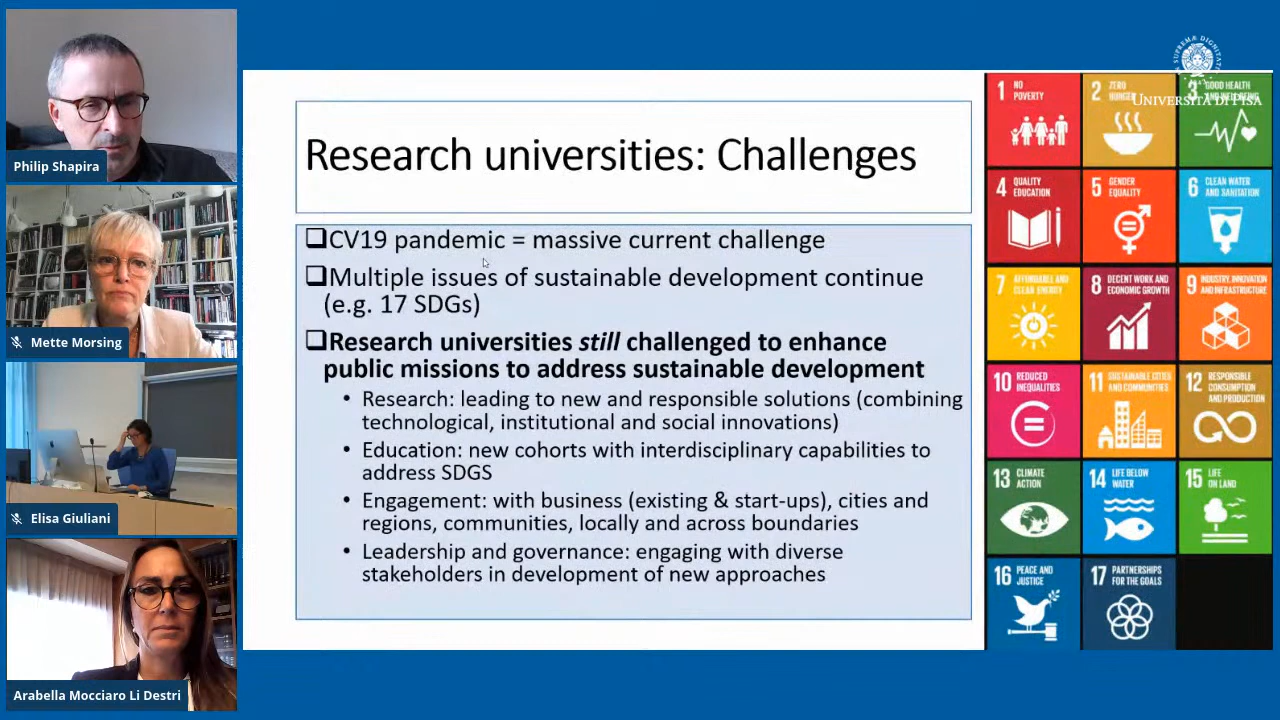 Philip Shapira
Mette Morsing
Elisa Giuliani
Arabella Mocciaro Li Destri
Research universities: Challenges
CV19 pandemic = massive current challenge
Multiple issues of sustainable development continue
(e.g. 17 SDGs)
Research universities still challenged to enhance
public missions to address sustainable development
• Research: leading to new and responsible solutions (combining
technological, institutional and social innovations)
• Education: new cohorts with interdisciplinary capabilities to
address SDGS
• Engagement: with business (existing & start-ups), cities and
regions, communities, locally and across boundaries
• Leadership and governance: engaging with diverse
stakeholders in development of new approaches
UNIVERSITÀ DI PISA
1 NO
POVERTY
2 ZERO
HUNGER
3 GOOD HEALTH
AND WELL-BEING
4 QUALITY
EDUCATION
5 GENDER
EQUALITY
6 CLEAN WATER
AND SANITATION
7 AFFORDABLE AND
CLEAN ENERGY
8 DECENT WORK AND
ECONOMIC GROWTH
9 INDUSTRY, INNOVATION
AND INFRASTRUCTURE
10 REDUCED
INEQUALITIES
11 SUSTAINABLE CITIES
AND COMMUNITIES
12 RESPONSIBLE
CONSUMPTION
AND PRODUCTION
13 CLIMATE
ACTION
14 LIFE BELOW
WATER
15 LIFE
ON LAND
16 PEACE AND
JUSTICE
17 PARTNERSHIPS
FOR THE GOALS